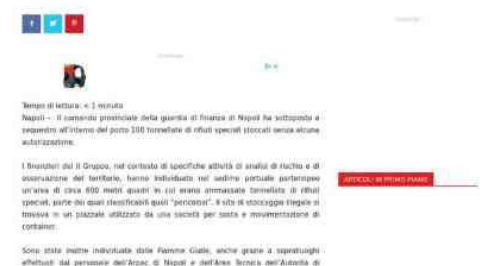 Tempo di lettura: < 1 minuto
Napoli – Il comando provinciale della guardia di finanza di Napoli ha sottoposto a
sequestro all'interno del porto 100 tonnellate di rifiuti speciali stoccati senza alcuna
autorizzazione.
I finanzieri del II Gruppo, nel contesto di specifiche attività di analisi di rischio e di
osservazione del territorio, hanno individuato nel sedime portuale partenopeo
un'area di circa 600 metri quadri in cui erano ammassate tonnellate di rifiuti
speciali, parte dei quali classificabili quali "pericolosi". Il sito di stoccaggio illegale si
trovava in un piazzale utilizzato da una società per sosta e movimentazione di
container.
ARTICOLI IN PRIMO PIANO
Sono state inoltre individuate dalle Fiamme Gialle, anche grazie a sopralluoghi
effettuati dal personale dell'Arpac di Napoli e dell'Area Tecnica dell'Autorità di